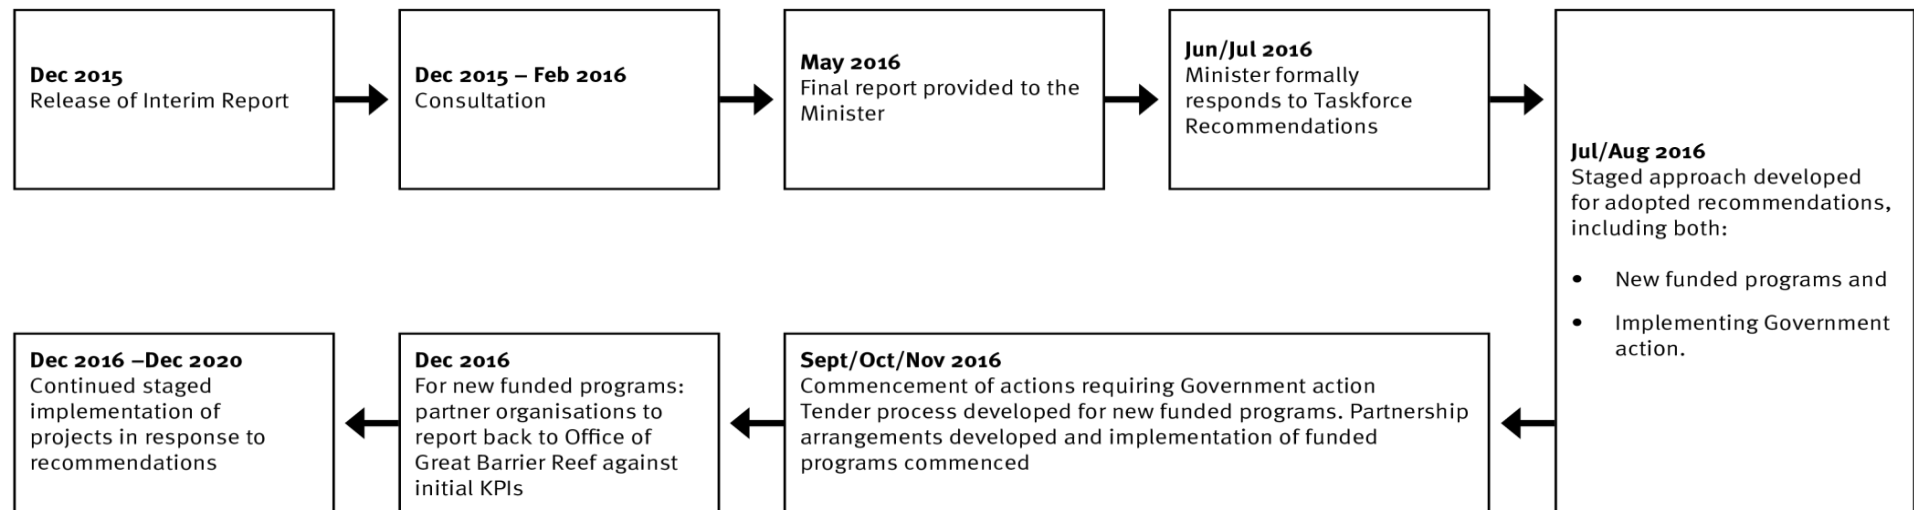 Dec 2015
Release of Interim Report
Dec 2015 – Feb 2016
Consultation
May 2016
Final report provided to the
Minister
Jun/Jul 2016
Minister formally
responds to Taskforce
Recommendations
Jul/Aug 2016
Staged approach developed
for adopted recommendations,
including both:
• New funded programs and
• Implementing Government
action.
Sept/Oct/Nov 2016
Commencement of actions requiring Government action
Tender process developed for new funded programs. Partnership
arrangements developed and implementation of funded
programs commenced
Dec 2016
For new funded programs:
partner organisations to
report back to Office of
Great Barrier Reef against
initial KPIs
Dec 2016 –Dec 2020
Continued staged
implementation of
projects in response to
recommendations